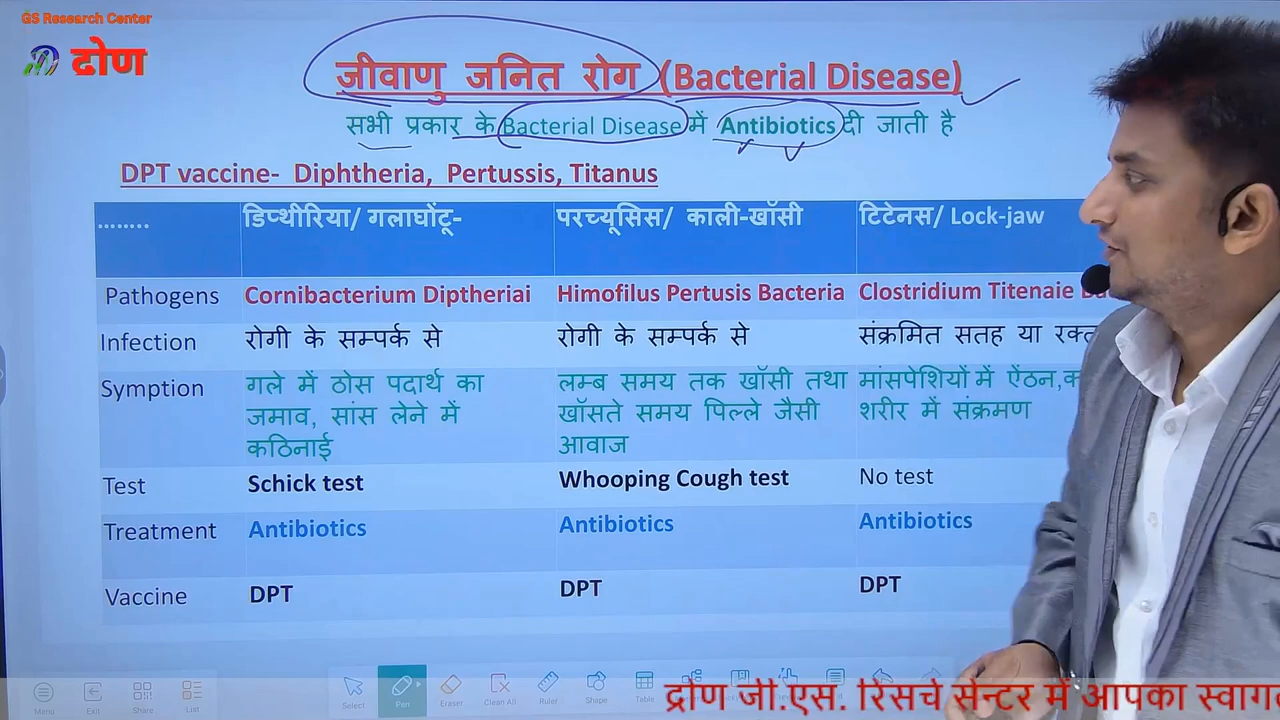 GS Research Center
द्रोण
जीवाणु जनित रोग (Bacterial Disease)
सभी प्रकार के Bacterial Disease में Antibiotics दी जाती है
DPT vaccine- Diphtheria, Pertussis, Titanus
........ डिप्थीरिया/ गलाघोंटू- परच्यूसिस/ काली-खॉसी टिटेनस/ Lock-jaw
Pathogens Cornibacterium Diptheriai Himofilus Pertusis Bacteria Clostridium Titenaie
Infection रोगी के सम्पर्क से रोगी के सम्पर्क से संक्रमित सतह या
Symption गले में ठोस पदार्थ का लम्ब समय तक खॉसी तथा मांसपेशियों में ऐंठन,
जमाव, सांस लेने में खॉसते समय पिल्ले जैसी शरीर में संक्रमण
कठिनाई आवाज
Test Schick test Whooping Cough test No test
Treatment Antibiotics Antibiotics Antibiotics
Vaccine DPT DPT DPT
Menu Exit Share List Select Pen Eraser Clean All Ruler Shape Table
द्रोण जी.एस. रिसर्च सेन्टर में आपका